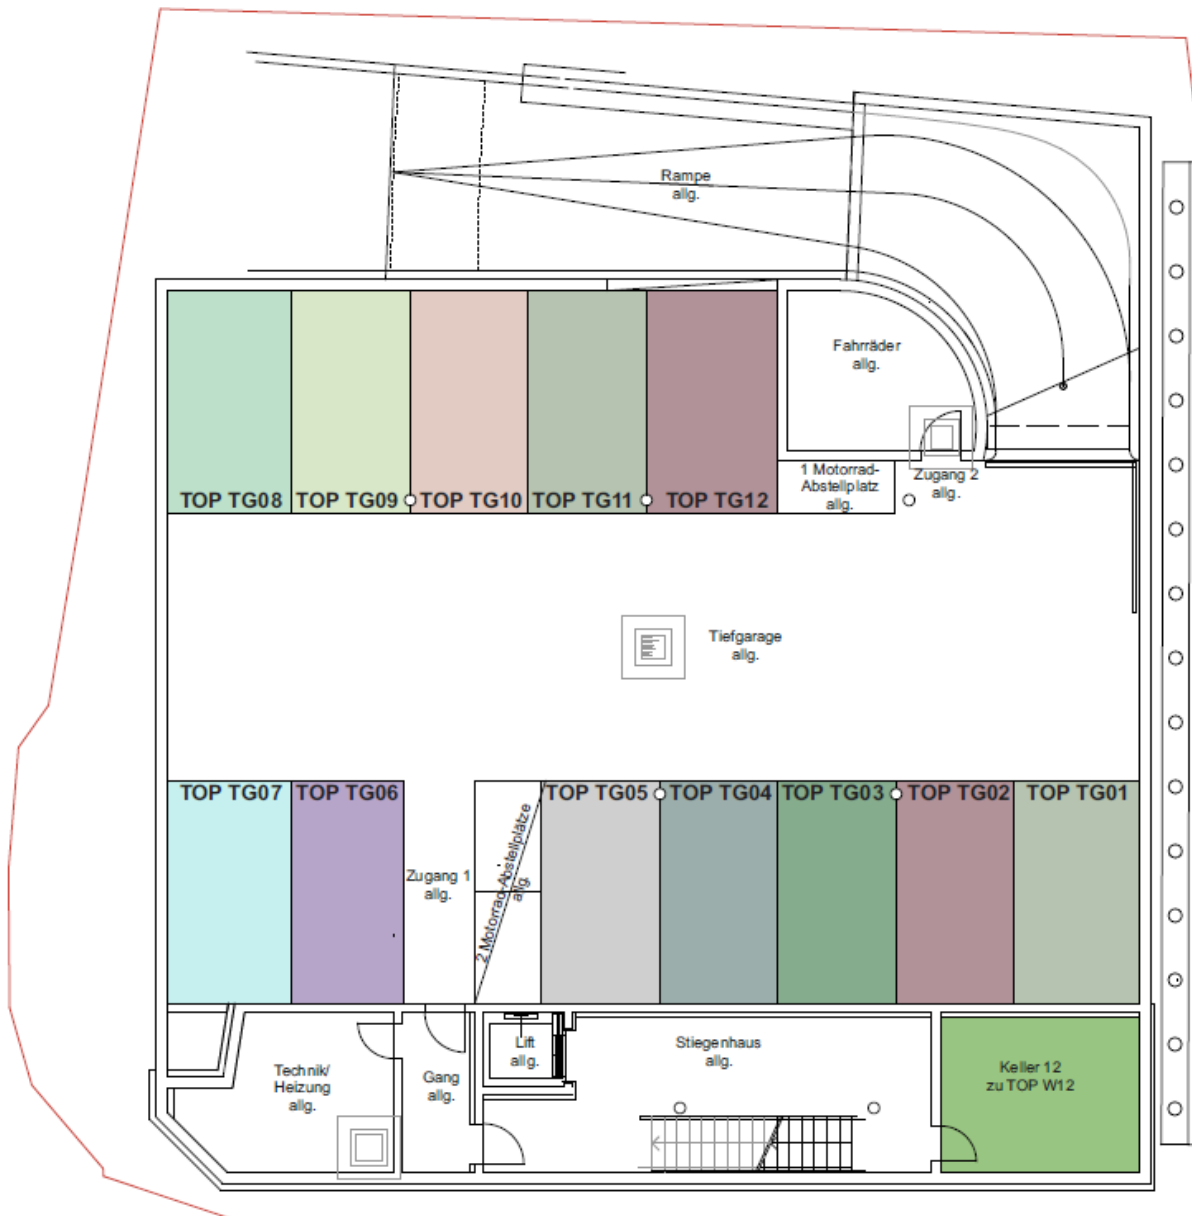 Rampe
allg.
Fahrräder
allg.
TOP TG08
TOP TG09
TOP TG10
TOP TG11
TOP TG12
1 Motorrad-
Abstellplatz
allg.
Zugang 2
allg.
Tiefgarage
allg.
TOP TG07
TOP TG06
TOP TG05
TOP TG04
TOP TG03
TOP TG02
TOP TG01
Zugang 1
allg.
2 Motorrad-Abstellplätze
allg.
Technik/
Heizung
allg.
Gang
allg.
Lift
allg.
Stiegenhaus
allg.
Keller 12
zu TOP W12